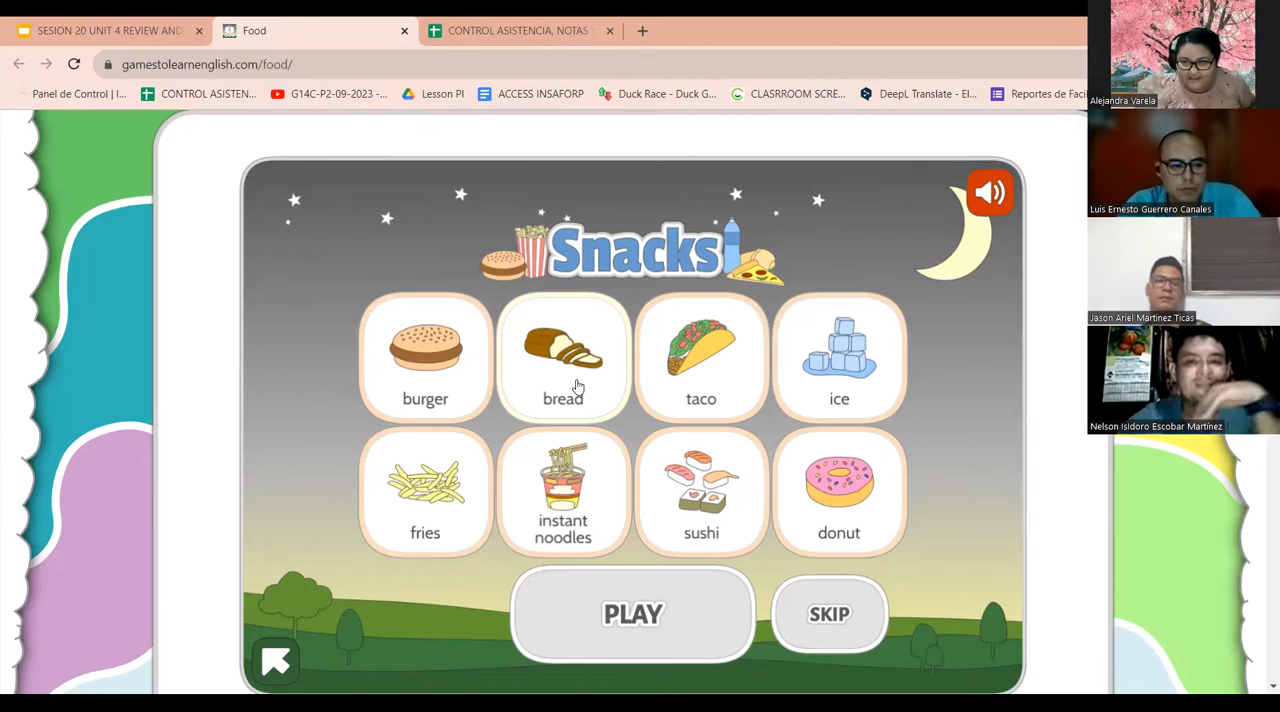 SESION 20 UNIT 4 REVIEW AND
Food
CONTROL ASISTENCIA, NOTAS
gamestolearnenglish.com/food/
Panel de Control | I...
CONTROL ASISTEN...
G14C-P2-09-2023 -...
Lesson Pl
ACCESS INSAFORP
Duck Race - Duck G...
CLASRROOM SCRE...
DeepL Translate - El...
Reportes de Facil
Snacks
burger
bread
taco
ice
fries
instant
noodles
sushi
donut
PLAY
SKIP
Alejandra Varela
Luis Ernesto Guerrero Canales
Jason Ariel Martinez Ticas
Nelson Isidoro Escobar Martínez